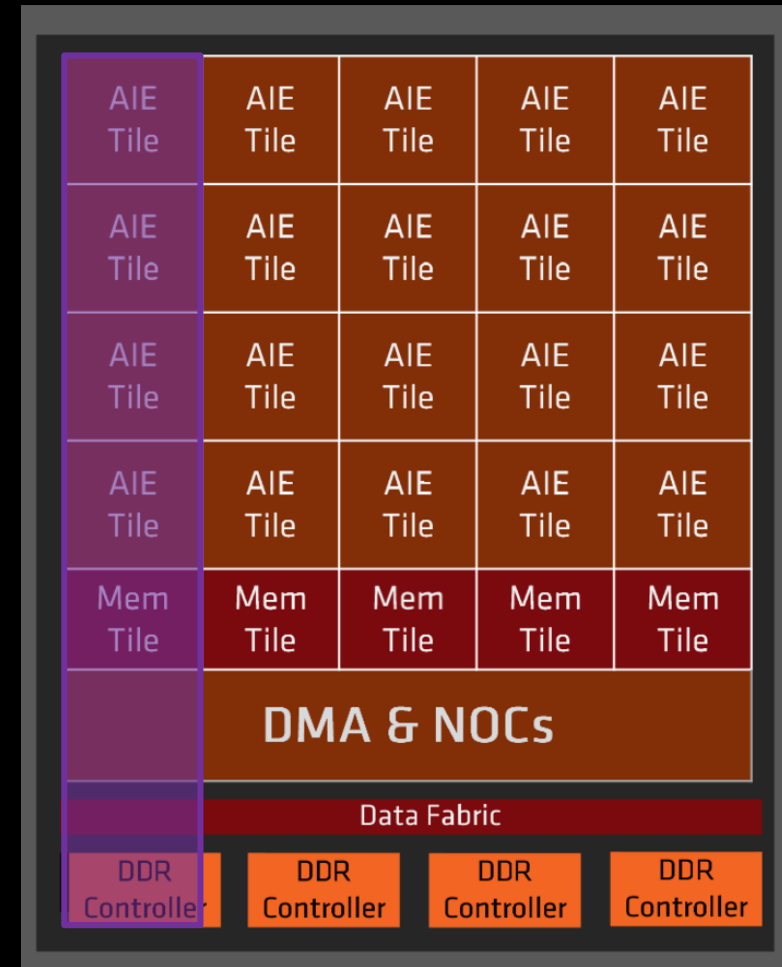 AIE AIE AIE AIE AIE
Tile Tile Tile Tile Tile
AIE AIE AIE AIE AIE
Tile Tile Tile Tile Tile
AIE AIE AIE AIE AIE
Tile Tile Tile Tile Tile
AIE AIE AIE AIE AIE
Tile Tile Tile Tile Tile
Mem Mem Mem Mem Mem
Tile Tile Tile Tile Tile
DMA & NOCs
Data Fabric
DDR DDR DDR DDR
Controller Controller Controller Controller